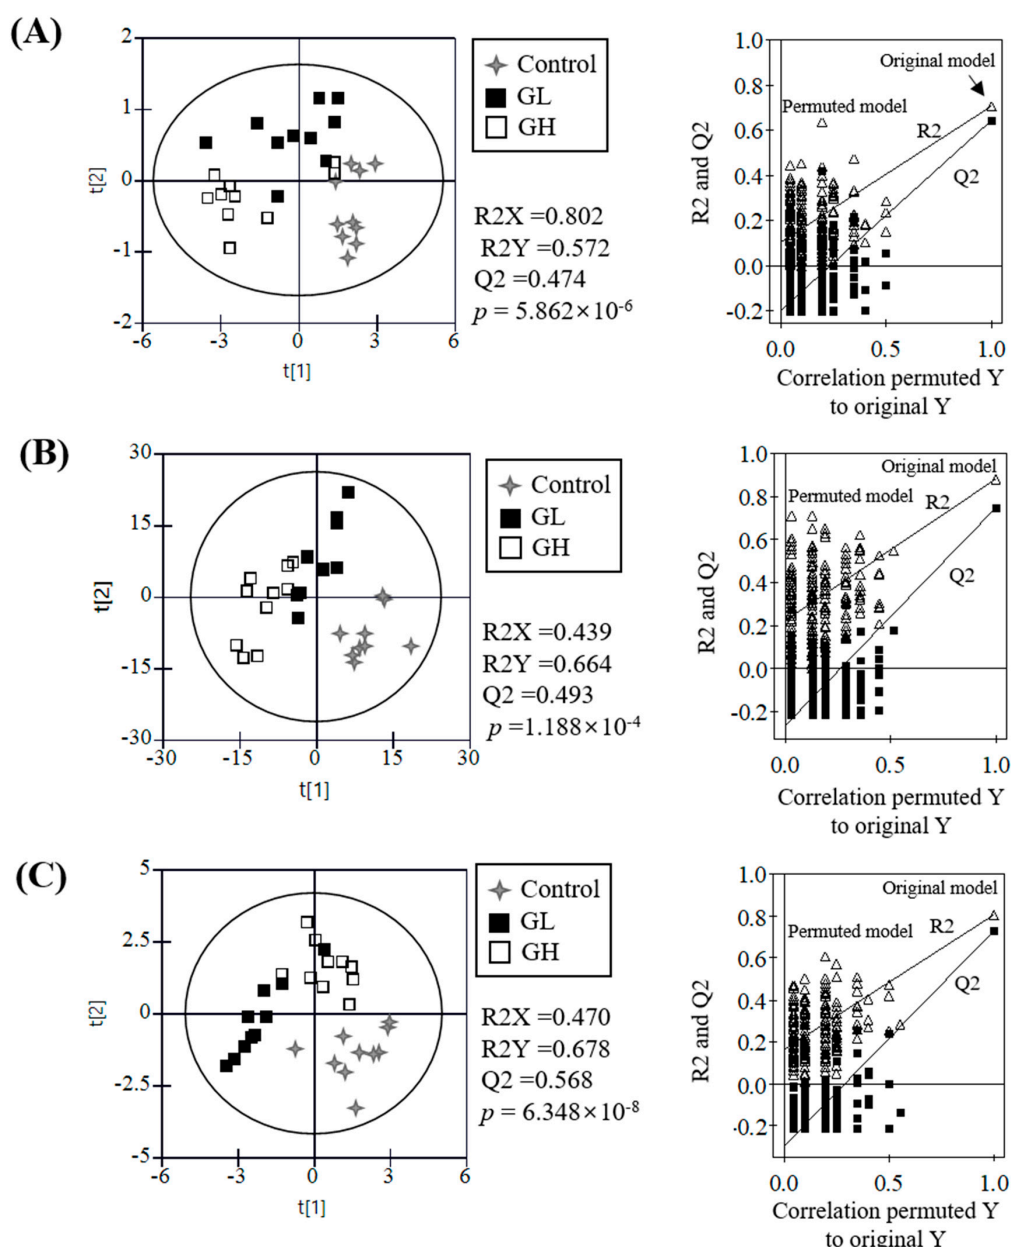 (A)
2
1
0
-1
-2
t[2]
-6
-3
0
3
6
t[1]
Control
GL
GH
R2X =0.802
R2Y =0.572
Q2 =0.474
p = 5.862×10-6
1.0
0.8
0.6
0.4
0.2
0.0
-0.2
R2 and Q2
Original model
Permuted model
R2
Q2
0.0
0.5
1.0
Correlation permuted Y
to original Y
(B)
30
15
0
-15
-30
t[2]
-30
-15
0
15
30
t[1]
Control
GL
GH
R2X =0.439
R2Y =0.664
Q2 =0.493
p =1.188×10-4
1.0
0.8
0.6
0.4
0.2
0.0
-0.2
R2 and Q2
Original model
Permuted model
R2
Q2
0.0
0.5
1.0
Correlation permuted Y
to original Y
(C)
5
2.5
0
-2.5
-5
t[2]
-6
-3
0
3
6
t[1]
Control
GL
GH
R2X =0.470
R2Y =0.678
Q2 =0.568
p = 6.348×10-8
1.0
0.8
0.6
0.4
0.2
0.0
-0.2
R2 and Q2
Original model
Permuted model
R2
Q2
0.0
0.5
1.0
Correlation permuted Y
to original Y